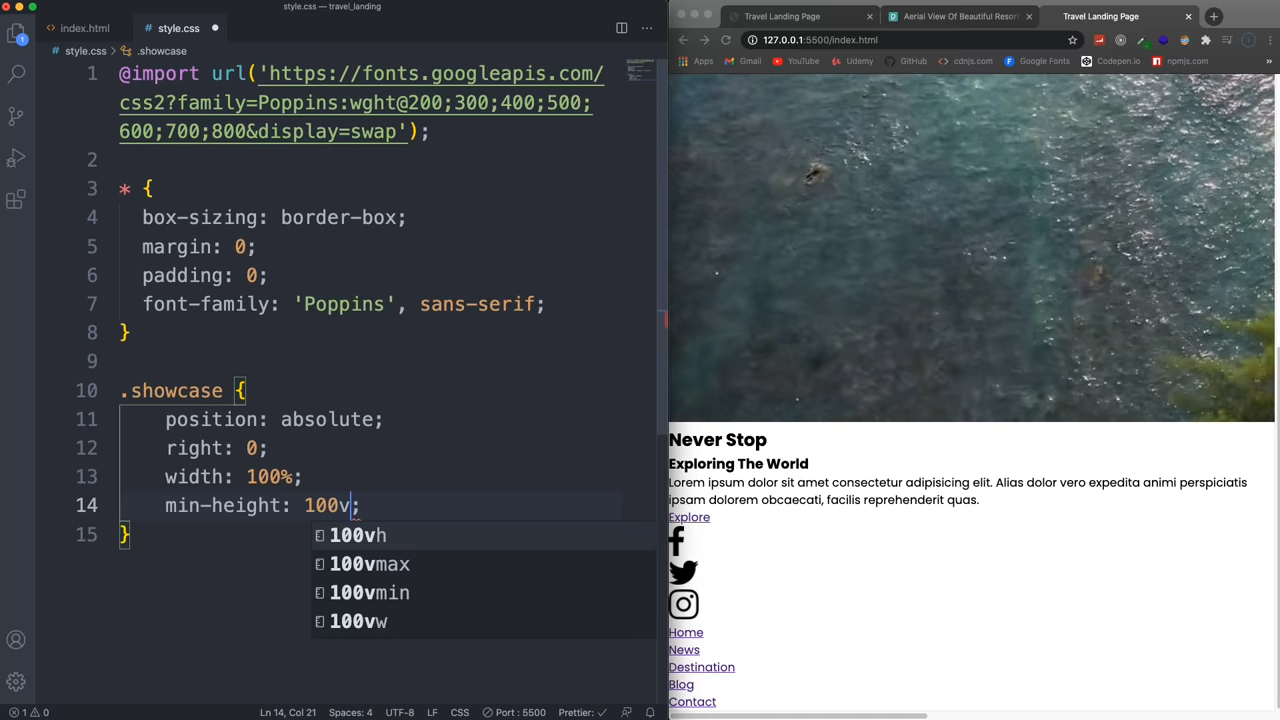 style.css — travel_landing
index.html
style.css
style.css
.showcase
1 @import url('https://fonts.googleapis.com/
css2?family=Poppins:wght@200;300;400;500;
600;700;800&display=swap');
2
3 * {
4 box-sizing: border-box;
5 margin: 0;
6 padding: 0;
7 font-family: 'Poppins', sans-serif;
8 }
9
10 .showcase {
11 position: absolute;
12 right: 0;
13 width: 100%;
14 min-height: 100v;
15 }
100vh
100vmax
100vmin
100vw
1 0
Ln 14, Col 21 Spaces: 4 UTF-8 LF CSS Port : 5500 Prettier: ✓
Travel Landing Page
Aerial View Of Beautiful Resort
Travel Landing Page
127.0.0.1:5500/index.html
Apps Gmail YouTube Udemy GitHub cdnjs.com Google Fonts Codepen.io npmjs.com
Never Stop
Exploring The World
Lorem ipsum dolor sit amet consectetur adipisicing elit. Alias dolor vero expedita animi perspiciatis
ipsam dolorem obcaecati, facilis reprehenderit quas.
Explore
Home
News
Destination
Blog
Contact